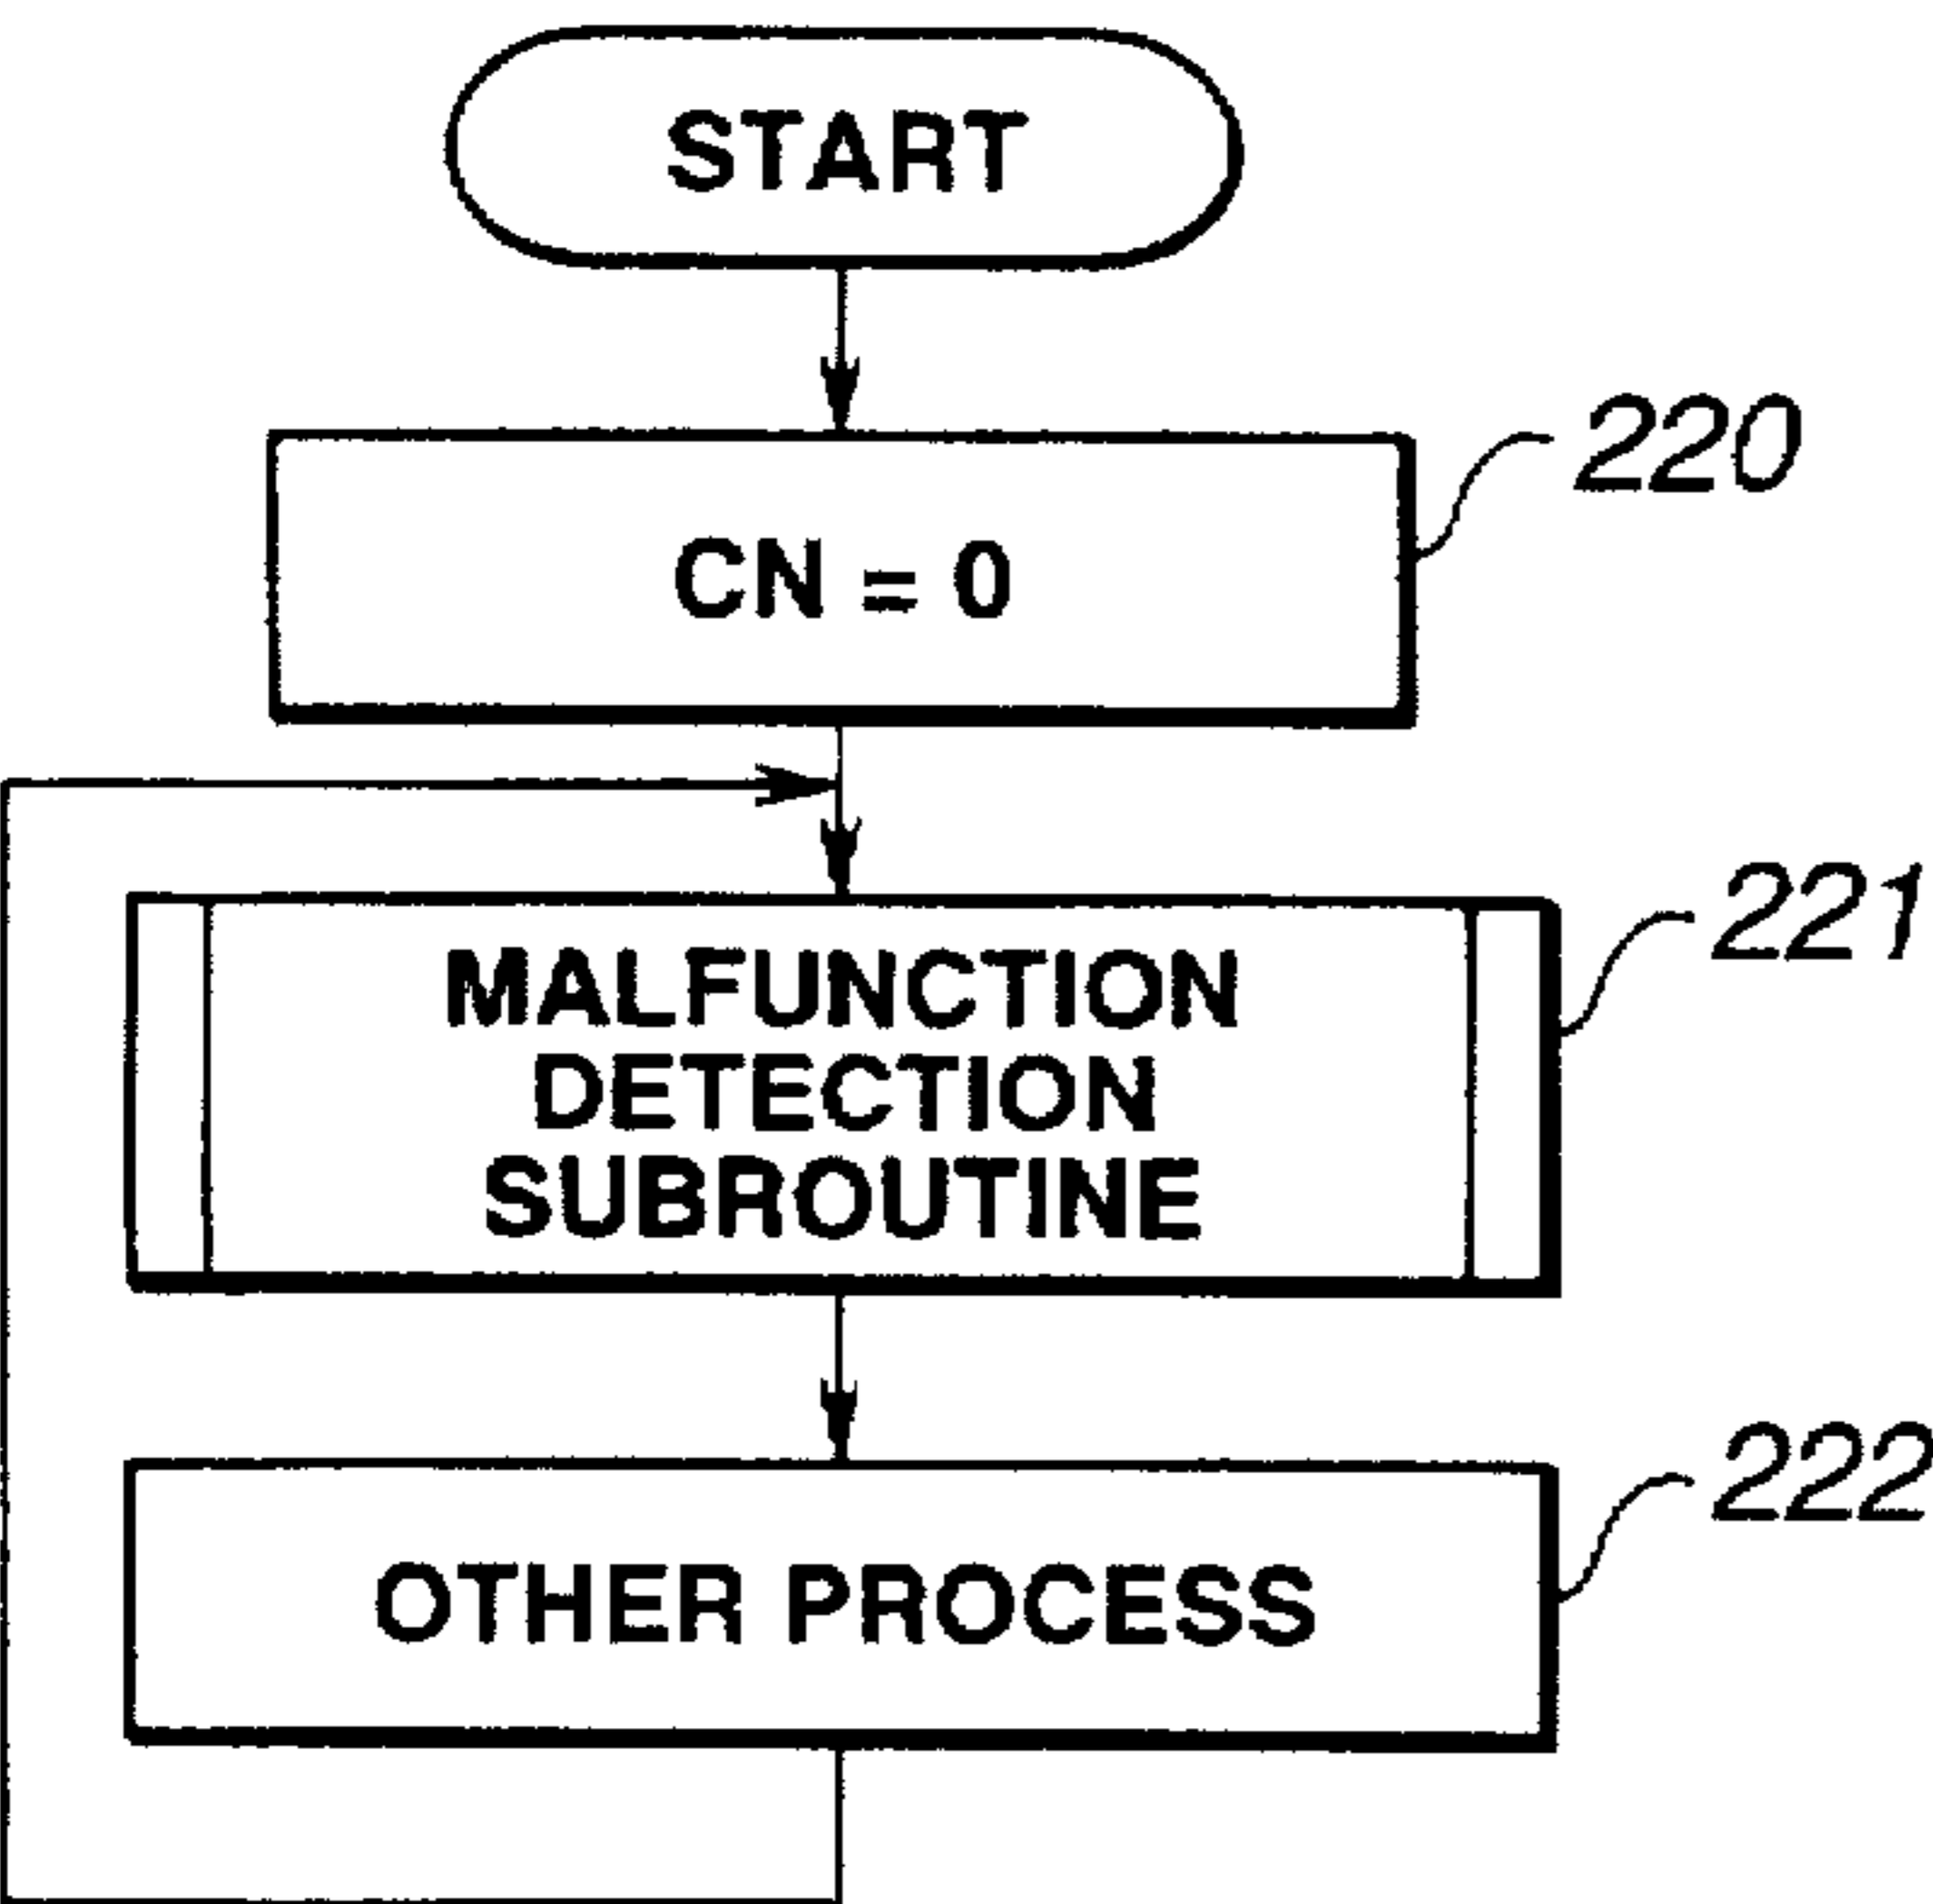 START
220
CN = 0
221
MALFUNCTION
DETECTION
SUBROUTINE
222
OTHER PROCESS